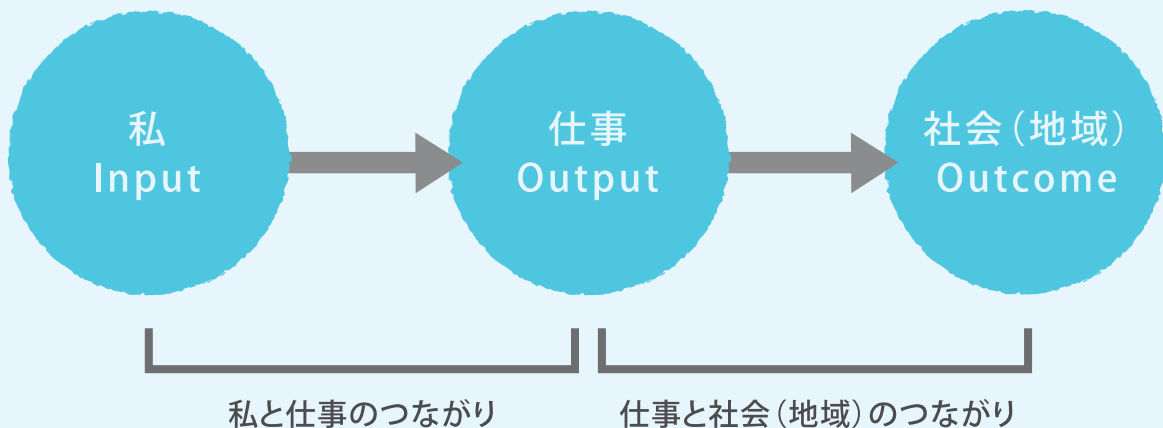 私
Input
仕事
Output
社会（地域）
Outcome
私と仕事のつながり
仕事と社会（地域）のつながり